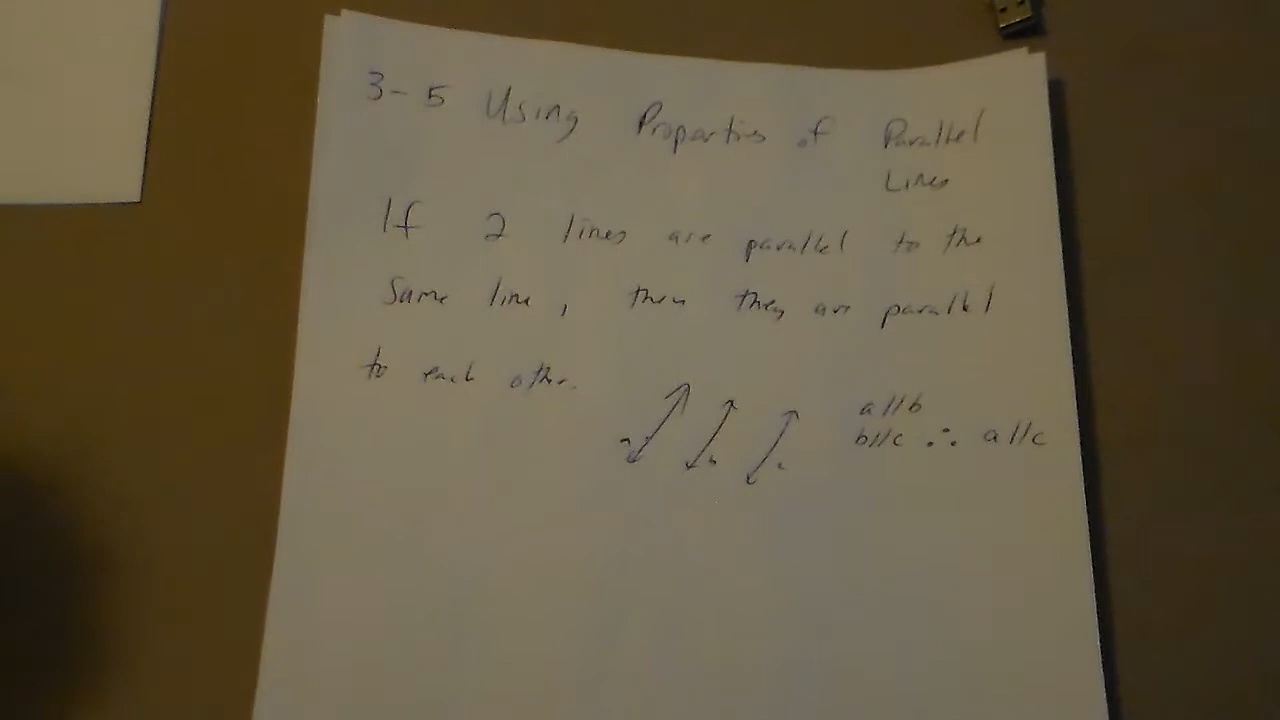 3-5 Using Properties of Parallel
Lines
If 2 lines are parallel to the
same line, then they are parallel
to each other.
a//b
b//c ∴ a//c
a b c